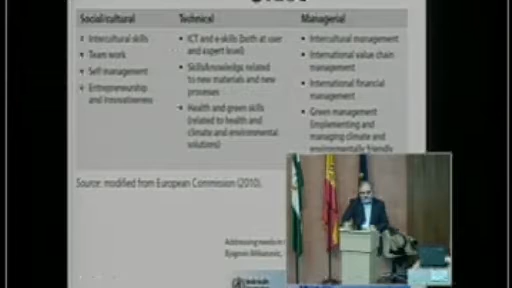 Social/cultural
Technical
Managerial
Intercultural skills
Team work
Self management
Entrepreneurship
and innovativeness
ICT and e-skills (both at user
and expert level)
Skills/knowledge related
to new materials and new
processes
Health and green skills
(related to health and
climate and environmental
solutions)
Intercultural management
International value chain
management
International financial
management
Green management
(implementing and
managing climate and
environmentally friendly
Source: modified from European Commission (2010).
Addressing needs in